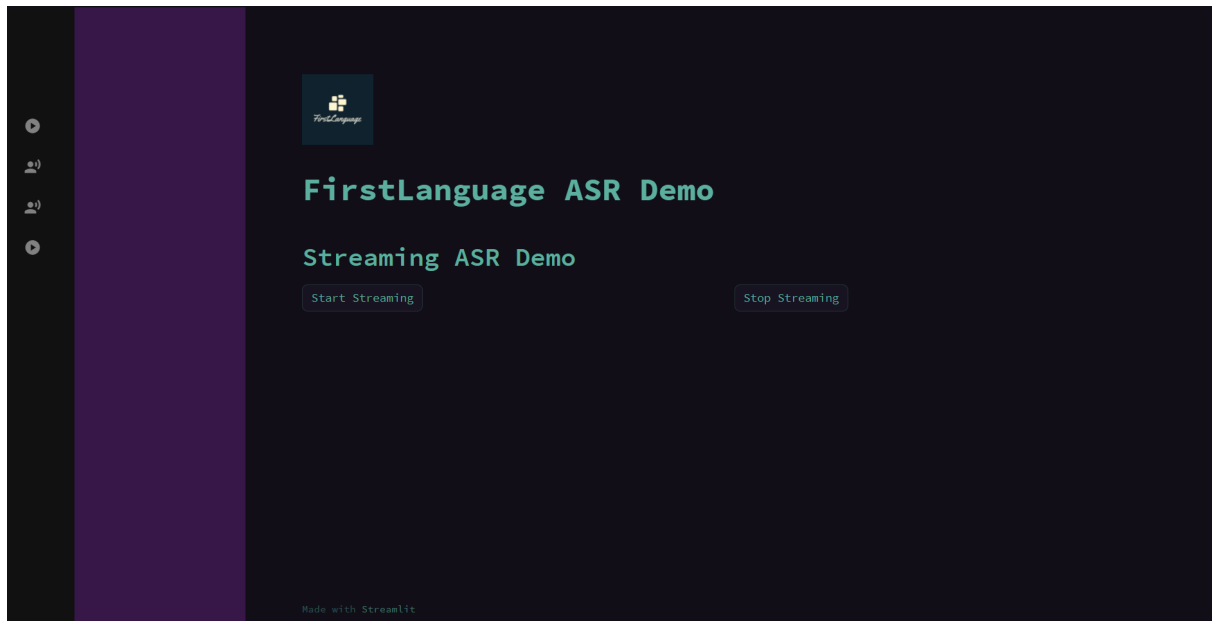 FirstLanguage
FirstLanguage ASR Demo
Streaming ASR Demo
Start Streaming
Stop Streaming
Made with Streamlit